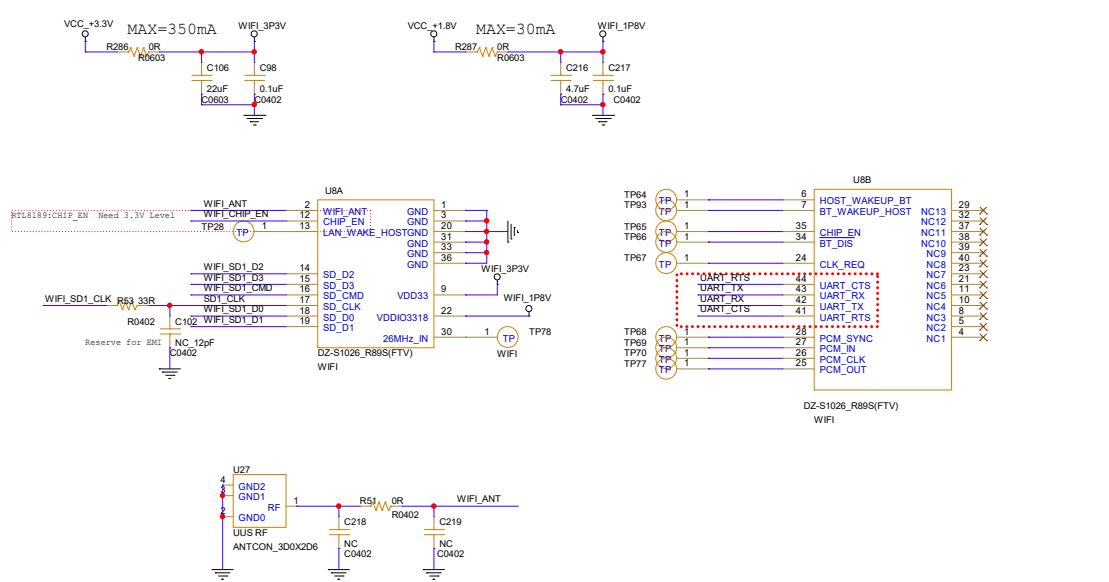 VCC_+3.3V
MAX=350mA
WIFI_3P3V
R286
0R
R0603
C106
22uF
C0603
C98
0.1uF
C0402
VCC_+1.8V
MAX=30mA
WIFI_1P8V
R287
0R
R0603
C216
4.7uF
C0402
C217
0.1uF
C0402
U8A
RTL8189:CHIP_EN Need 3.3V Level
WIFI_ANT 2 WIFI_ANT
WIFI_CHIP_EN 12 CHIP_EN
TP28 TP 1 13 LAN_WAKE_HOST
WIFI_SD1_D2 14 SD_D2
WIFI_SD1_D3 15 SD_D3
WIFI_SD1_CMD 16 SD_CMD
WIFI_SD1_CLK R53 33R SD1_CLK 17 SD_CLK
WIFI_SD1_D0 18 SD_D0
WIFI_SD1_D1 19 SD_D1
R0402
C102
NC_12pF
C0402
Reserve for EMI
GND 1
GND 3
GND 20
GND 31
GND 33
GND 36
WIFI_3P3V
VDD33 9
WIFI_1P8V
VDDIO3318 22
26MHz_IN 30 1 TP TP78
WIFI
DZ-S1026_R89S(FTV)
WIFI
U8B
TP64 TP 1 6 HOST_WAKEUP_BT
TP93 TP 1 7 BT_WAKEUP_HOST
TP65 TP 1 35 CHIP_EN
TP66 TP 1 34 BT_DIS
TP67 TP 1 24 CLK_REQ
UART_RTS 44 UART_CTS
UART_TX 43 UART_RX
UART_RX 42 UART_TX
UART_CTS 41 UART_RTS
TP68 TP 1 28 PCM_SYNC
TP69 TP 1 27 PCM_IN
TP70 TP 1 26 PCM_CLK
TP77 TP 1 25 PCM_OUT
NC13 29
NC12 32
NC11 37
NC10 38
NC9 39
NC8 40
NC7 23
NC6 21
NC5 11
NC4 10
NC3 8
NC2 5
NC1 4
DZ-S1026_R89S(FTV)
WIFI
U27
4 GND2
3 GND1
2 GND0
RF 1
UUS RF
ANTCON_3D0X2D6
R51 0R
R0402
WIFI_ANT
C218
NC
C0402
C219
NC
C0402